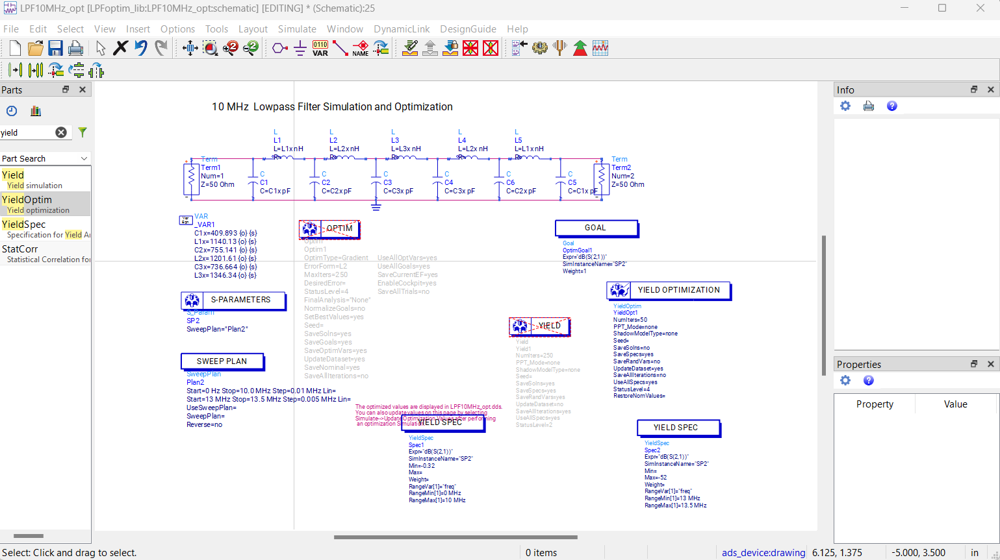 LPF10MHz_opt [LPFoptim_lib:LPF10MHz_opt:schematic] [EDITING] * (Schematic):25
File Edit Select View Insert Options Tools Layout Simulate Window DynamicLink DesignGuide Help
0110
VAR
NAME
Parts
yield
Part Search
Yield
Yield simulation
YieldOptim
Yield optimization
YieldSpec
Specification for Yield Ar
StatCorr
Statistical Correlation for
10 MHz Lowpass Filter Simulation and Optimization
Term
Term1
Num=1
Z=50 Ohm
L
L1
L=L1x nH
R=
L
L2
L=L2x nH
R=
L
L3
L=L3x nH
R=
L
L4
L=L2x nH
R=
L
L5
L=L1x nH
R=
Term
Term2
Num=2
Z=50 Ohm
C
C1
C=C1x pF
C
C2
C=C2x pF
C
C3
C=C3x pF
C
C4
C=C3x pF
C
C6
C=C2x pF
C
C5
C=C1x pF
Var
Eqn
VAR
_VAR1
C1x=409.893 {o} {s}
L1x=1140.13 {o} {s}
C2x=755.141 {o} {s}
L2x=1201.61 {o} {s}
C3x=736.664 {o} {s}
L3x=1346.34 {o} {s}
S-PARAMETERS
S_Param
SP2
SweepPlan="Plan2"
SWEEP PLAN
SweepPlan
Plan2
Start=0 Hz Stop=10.0 MHz Step=0.01 MHz Lin=
Start=13 MHz Stop=13.5 MHz Step=0.005 MHz Lin=
UseSweepPlan=
SweepPlan=
Reverse=no
OPTIM
Optim
Optim1
OptimType=Gradient
ErrorForm=L2
MaxIters=250
DesiredError=
StatusLevel=4
FinalAnalysis="None"
NormalizeGoals=no
SetBestValues=yes
Seed=
SaveSolns=yes
SaveGoals=yes
SaveOptimVars=yes
UpdateDataset=yes
SaveNominal=yes
SaveAllIterations=no
UseAllOptVars=yes
UseAllGoals=yes
SaveCurrentEF=yes
EnableCockpit=yes
SaveAllTrials=no
GOAL
Goal
OptimGoal1
Expr="dB(S(2,1))"
SimInstanceName="SP2"
Weight=1
YIELD OPTIMIZATION
YieldOptim
YieldOpt1
NumIters=50
PPT_Mode=none
ShadowModelType=none
Seed=
SaveSolns=no
SaveSpecs=yes
SaveRandVars=no
UpdateDataset=yes
SaveAllIterations=no
UseAllSpecs=yes
StatusLevel=4
RestoreNomValues=
YIELD
Yield
Yield1
NumIters=250
PPT_Mode=none
ShadowModelType=none
Seed=
SaveSolns=yes
SaveSpecs=yes
SaveRandVars=yes
UpdateDataset=no
SaveAllIterations=yes
UseAllSpecs=yes
StatusLevel=2
The optimized values are displayed in LPF10MHz_opt.dds.
You can also update values on this page by selecting
Simulate-->Update Optimization Values after performing
an optimization Simulation.
YIELD SPEC
YieldSpec
Spec1
Expr="dB(S(2,1))"
SimInstanceName="SP2"
Min=-0.32
Max=
Weight=
RangeVar[1]="freq"
RangeMin[1]=0 MHz
RangeMax[1]=10 MHz
YIELD SPEC
YieldSpec
Spec2
Expr="dB(S(2,1))"
SimInstanceName="SP2"
Min=
Max=-52
Weight=
RangeVar[1]="freq"
RangeMin[1]=13 MHz
RangeMax[1]=13.5 MHz
Info
Properties
Property Value
Select: Click and drag to select.
0 items
ads_device:drawing 6.125, 1.375 -5.000, 3.500 in